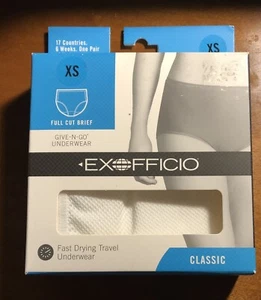 17 Countries.
6 Weeks. One Pair
XS
XS
FULL CUT BRIEF
GIVE-N-GO®
UNDERWEAR
EXOFFICIO
Fast Drying Travel
Underwear
CLASSIC